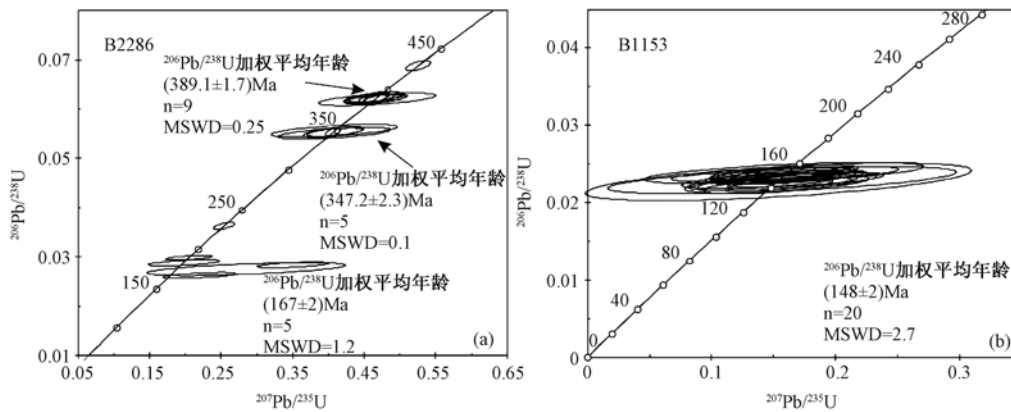 B2286
²⁰⁶Pb/²³⁸U加权平均年龄
(389.1±1.7)Ma
n=9
MSWD=0.25
²⁰⁶Pb/²³⁸U加权平均年龄
(347.2±2.3)Ma
n=5
MSWD=0.1
²⁰⁶Pb/²³⁸U加权平均年龄
(167±2)Ma
n=5
MSWD=1.2
450
350
250
150
0.07
0.05
0.03
0.01
0.05 0.15 0.25 0.35 0.45 0.55 0.65
²⁰⁶Pb/²³⁸U
²⁰⁷Pb/²³⁵U
(a)
B1153
280
240
200
160
120
80
40
0
²⁰⁶Pb/²³⁸U加权平均年龄
(148±2)Ma
n=20
MSWD=2.7
0.04
0.03
0.02
0.01
0
0 0.1 0.2 0.3
²⁰⁶Pb/²³⁸U
²⁰⁷Pb/²³⁵U
(b)